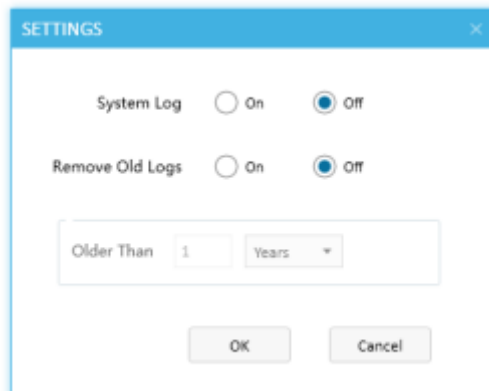 SETTINGS
System Log On Off
Remove Old Logs On Off
Older Than 1 Years
OK Cancel